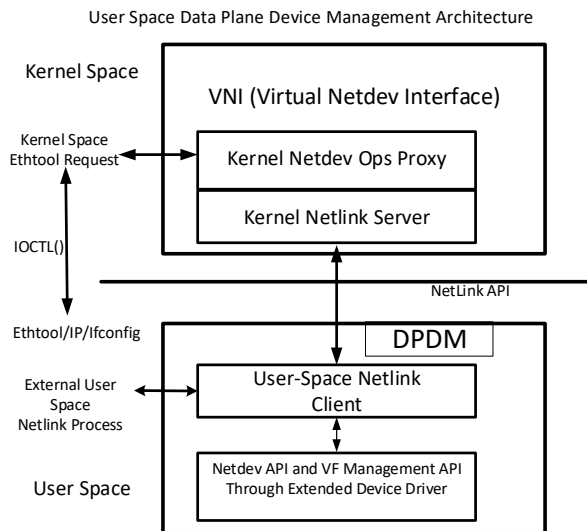 User Space Data Plane Device Management Architecture
Kernel Space
VNI (Virtual Netdev Interface)
Kernel Space
Ethtool Request
Kernel Netdev Ops Proxy
Kernel Netlink Server
IOCTL()
NetLink API
Ethtool/IP/Ifconfig
DPDM
External User
Space
Netlink Process
User-Space Netlink
Client
User Space
Netdev API and VF Management API
Through Extended Device Driver